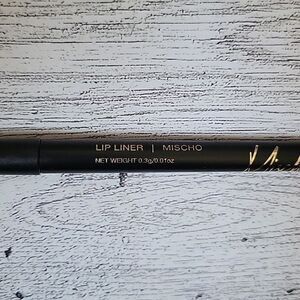 LIP LINER | MISCHO
NET WEIGHT 0.3g/0.01oz